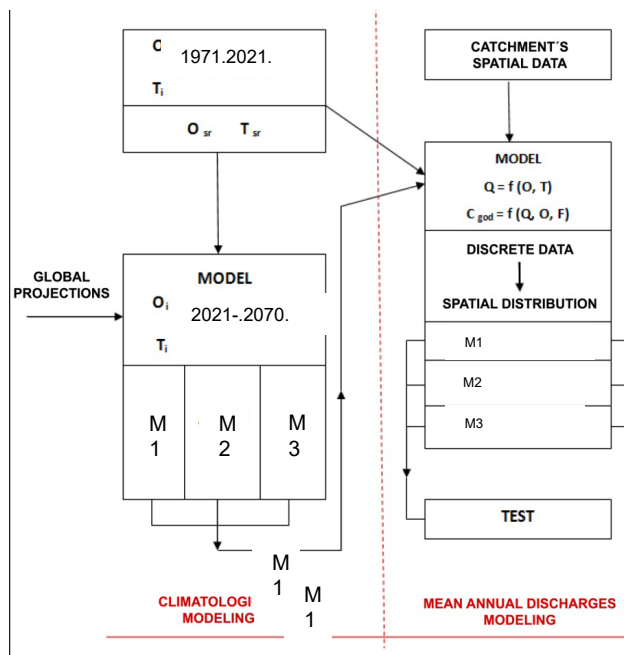 O 1971.2021.
Ti
O sr T sr
GLOBAL
PROJECTIONS
MODEL
Oi 2021-.2070.
Ti
M
1
M
2
M
3
M
1
M
1
CLIMATOLOGI
MODELING
CATCHMENT´S
SPATIAL DATA
MODEL
Q = f (O, T)
C god = f (Q, O, F)
DISCRETE DATA
SPATIAL DISTRIBUTION
M1
M2
M3
TEST
MEAN ANNUAL DISCHARGES
MODELING